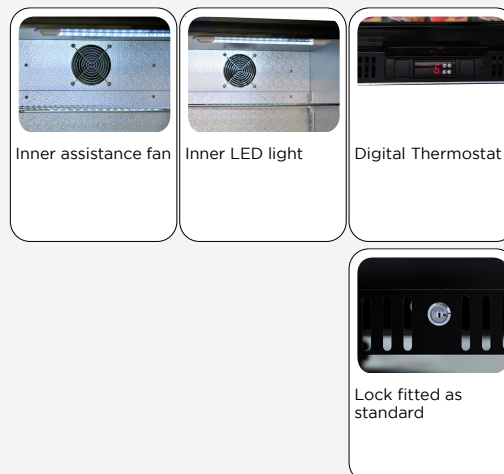 Inner assistance fan
Inner LED light
Digital Thermostat
Lock fitted as
standard